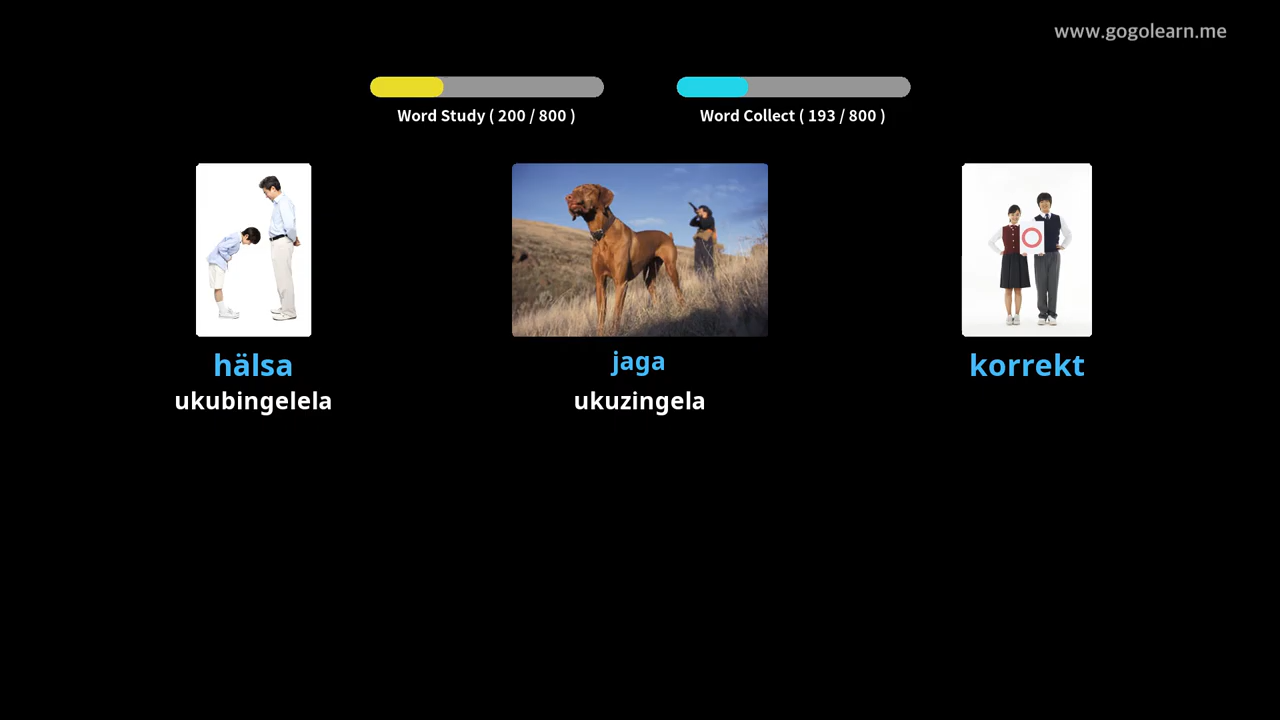 www.gogolearn.me
Word Study ( 200 / 800 )
Word Collect ( 193 / 800 )
hälsa
jaga
korrekt
ukubingelela
ukuzingela